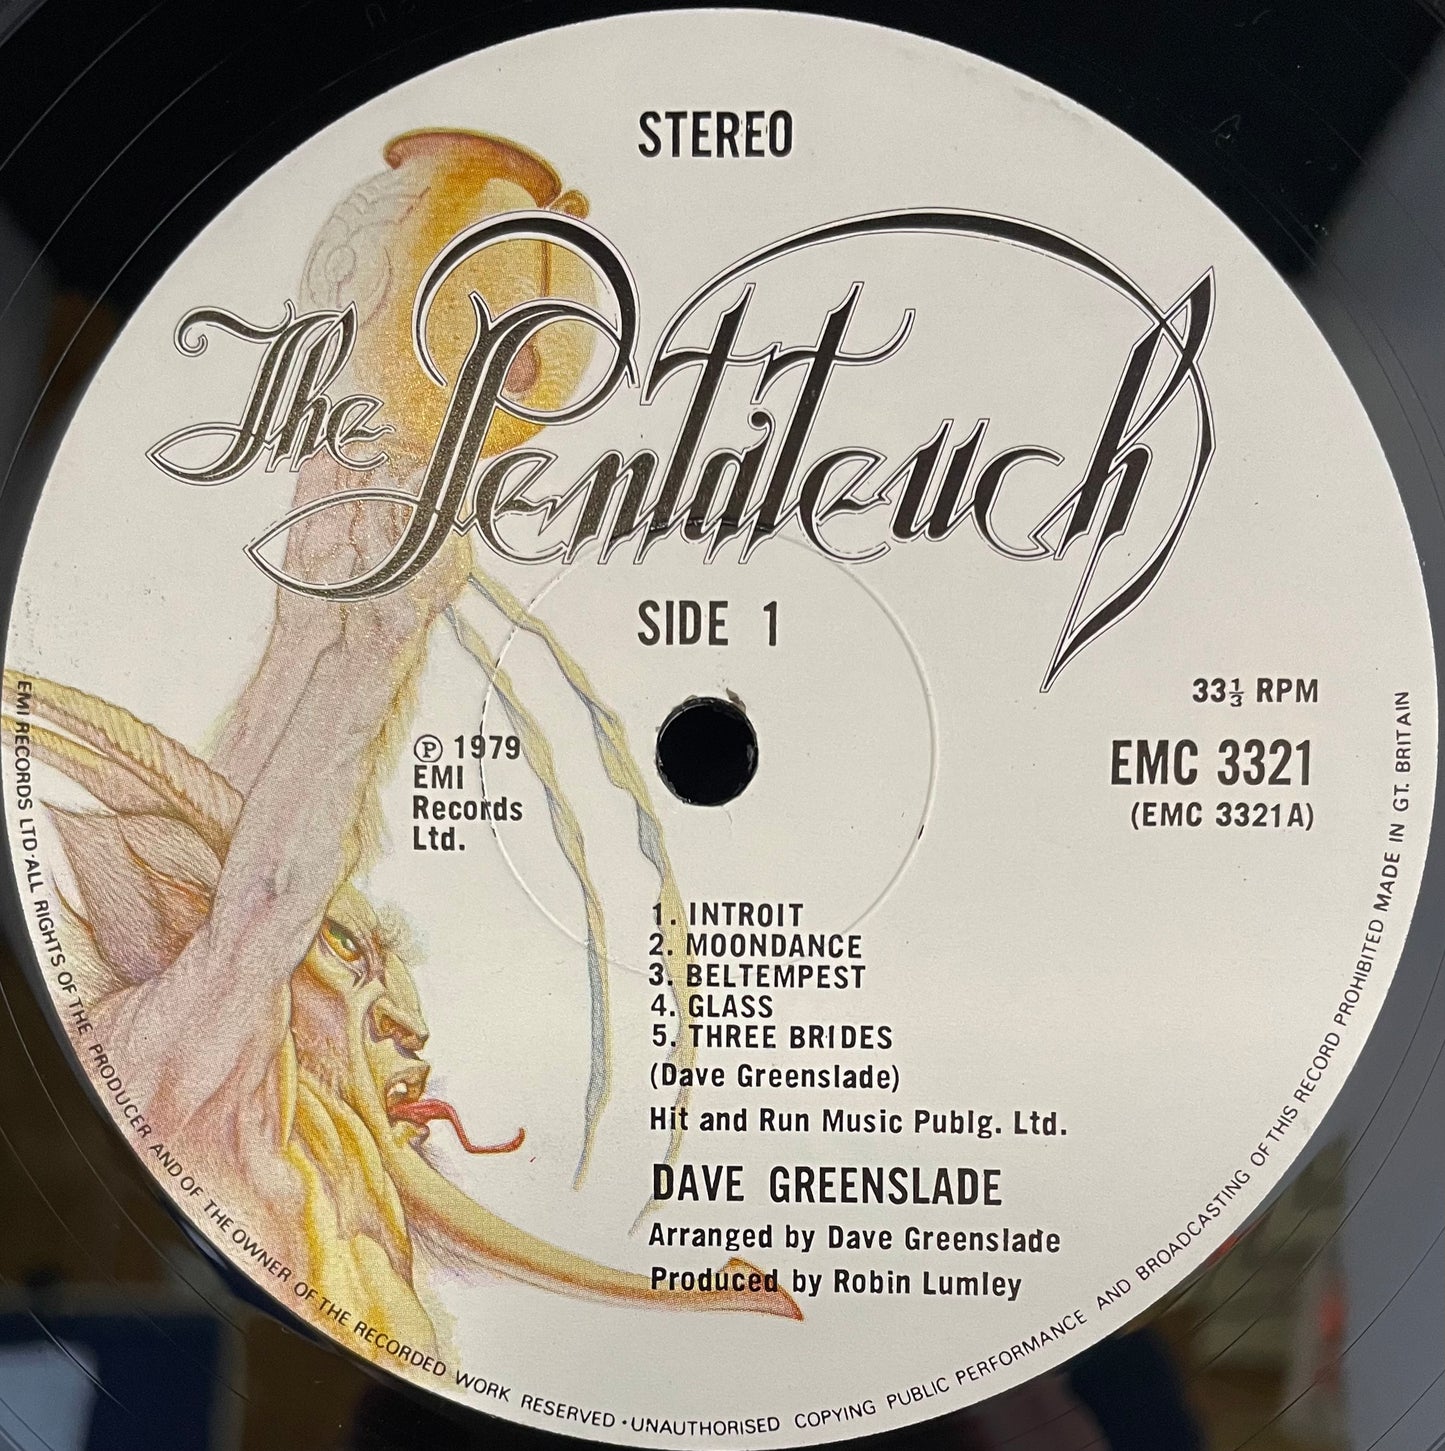 STEREO
The Pentateuch
SIDE 1
33⅓ RPM
℗ 1979
EMI
Records
Ltd.
EMC 3321
(EMC 3321A)
1. INTROIT
2. MOONDANCE
3. BELTEMPEST
4. GLASS
5. THREE BRIDES
(Dave Greenslade)
Hit and Run Music Publg. Ltd.
DAVE GREENSLADE
Arranged by Dave Greenslade
Produced by Robin Lumley
EMI RECORDS LTD·ALL RIGHTS OF THE PRODUCER AND OF THE OWNER OF THE RECORDED WORK RESERVED·UNAUTHORISED COPYING PUBLIC PERFORMANCE AND BROADCASTING OF THIS RECORD PROHIBITED MADE IN GT. BRITAIN